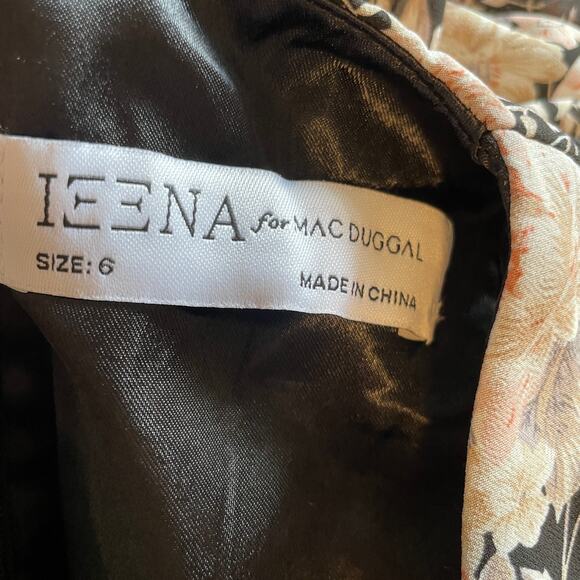 IEENA for MAC DUGGAL
SIZE: 6
MADE IN CHINA